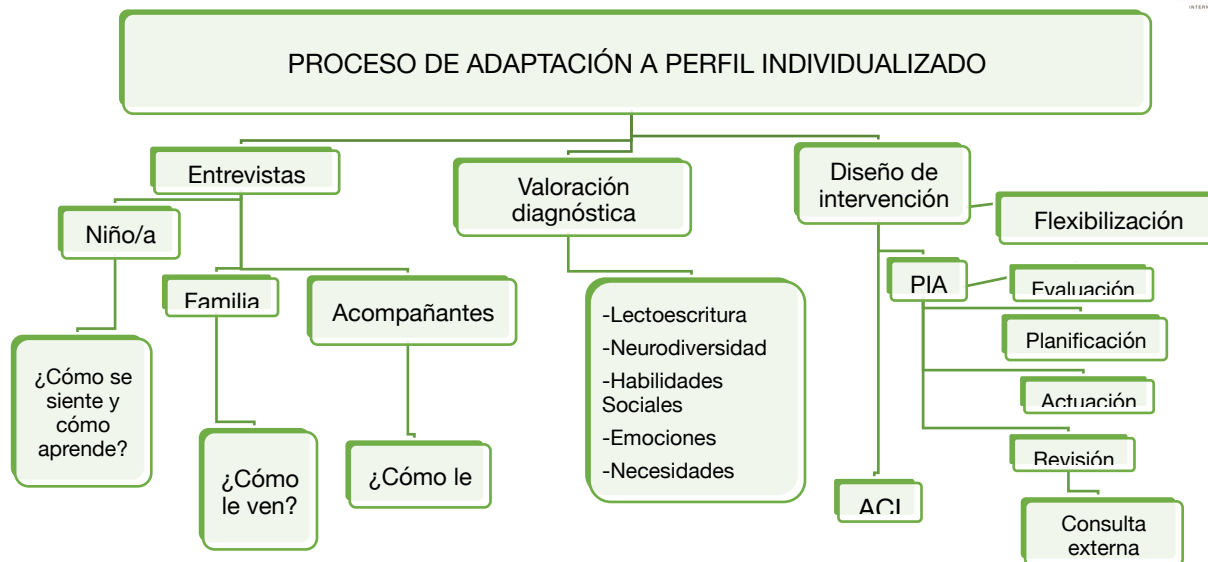 PROCESO DE ADAPTACIÓN A PERFIL INDIVIDUALIZADO
Entrevistas
Niño/a
¿Cómo se
siente y
cómo
aprende?
Familia
¿Cómo
le ven?
Acompañantes
¿Cómo le
Valoración
diagnóstica
-Lectoescritura
-Neurodiversidad
-Habilidades
Sociales
-Emociones
-Necesidades
Diseño de
intervención
Flexibilización
PIA
Evaluación
Planificación
Actuación
Revisión
Consulta
externa
ACI